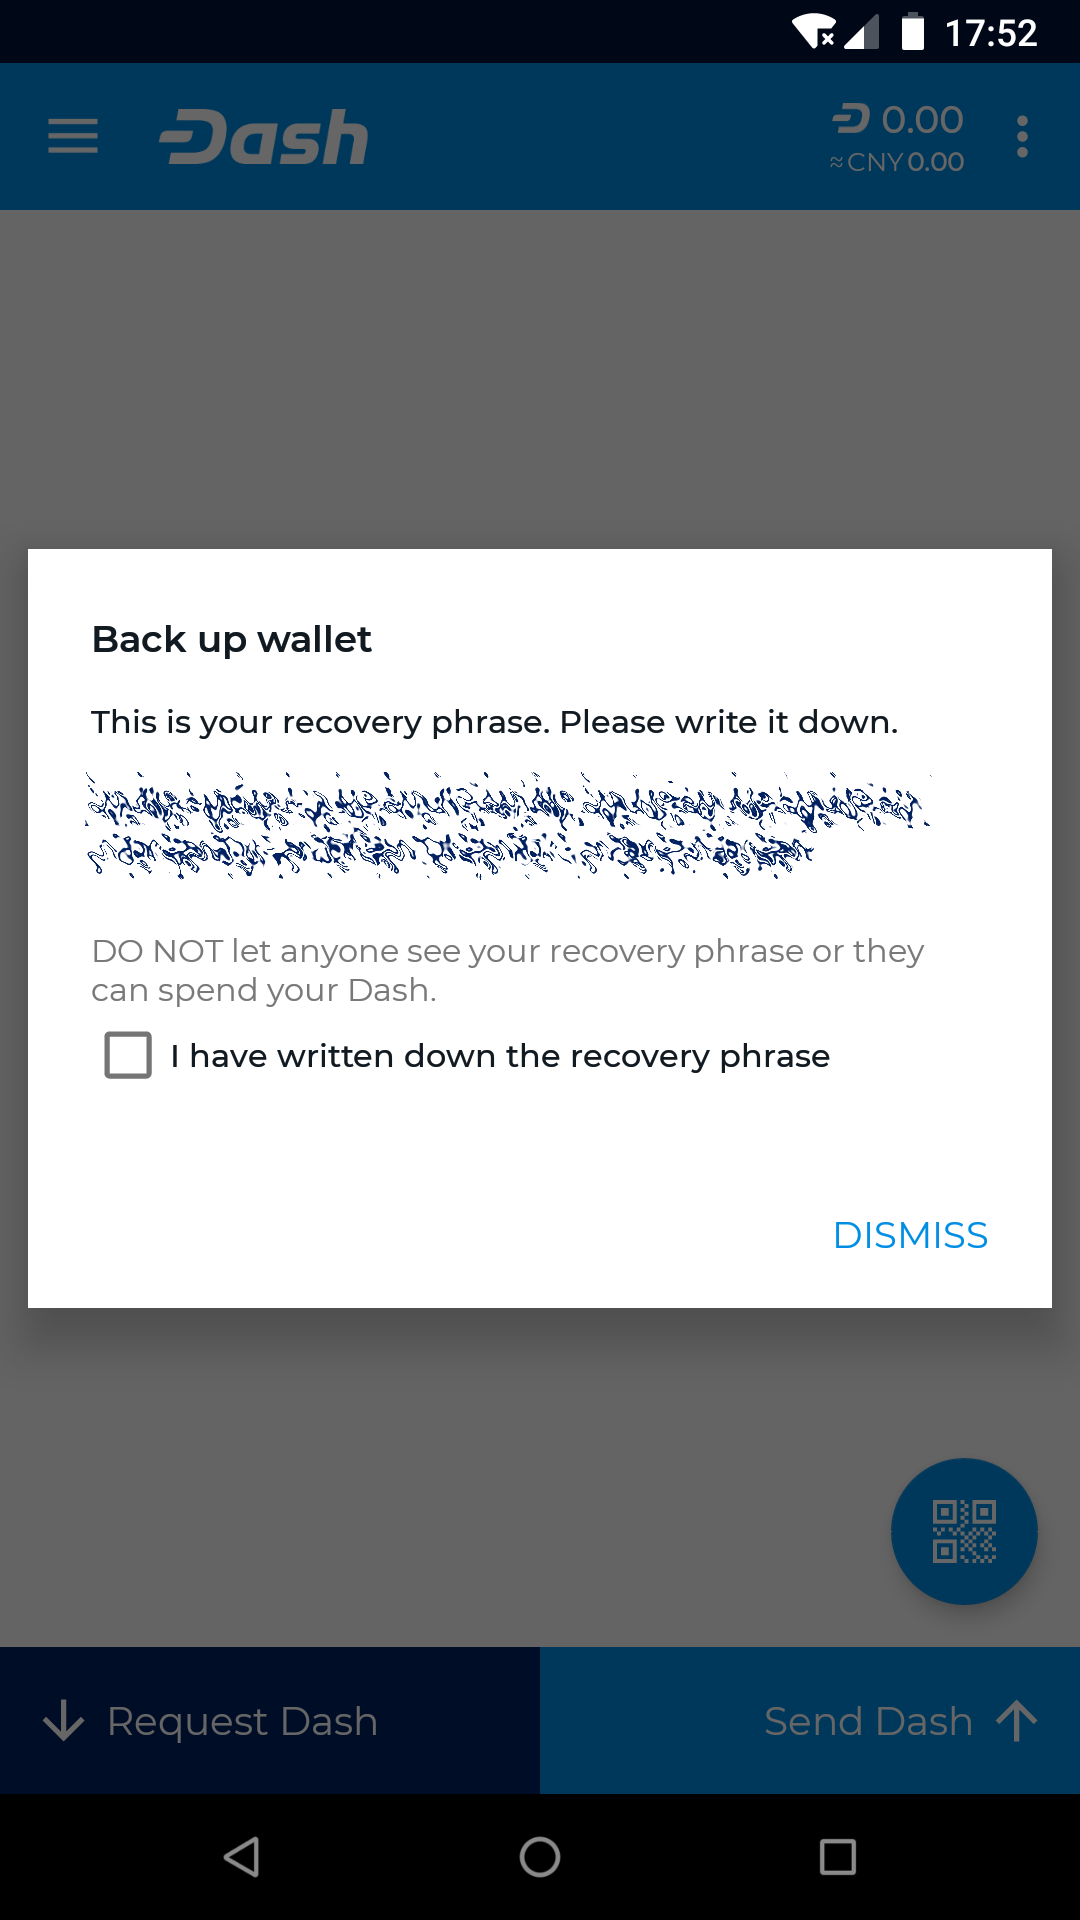 17:52
Dash
0.00
≈CNY 0.00
Back up wallet
This is your recovery phrase. Please write it down.
DO NOT let anyone see your recovery phrase or they
can spend your Dash.
I have written down the recovery phrase
DISMISS
Request Dash
Send Dash